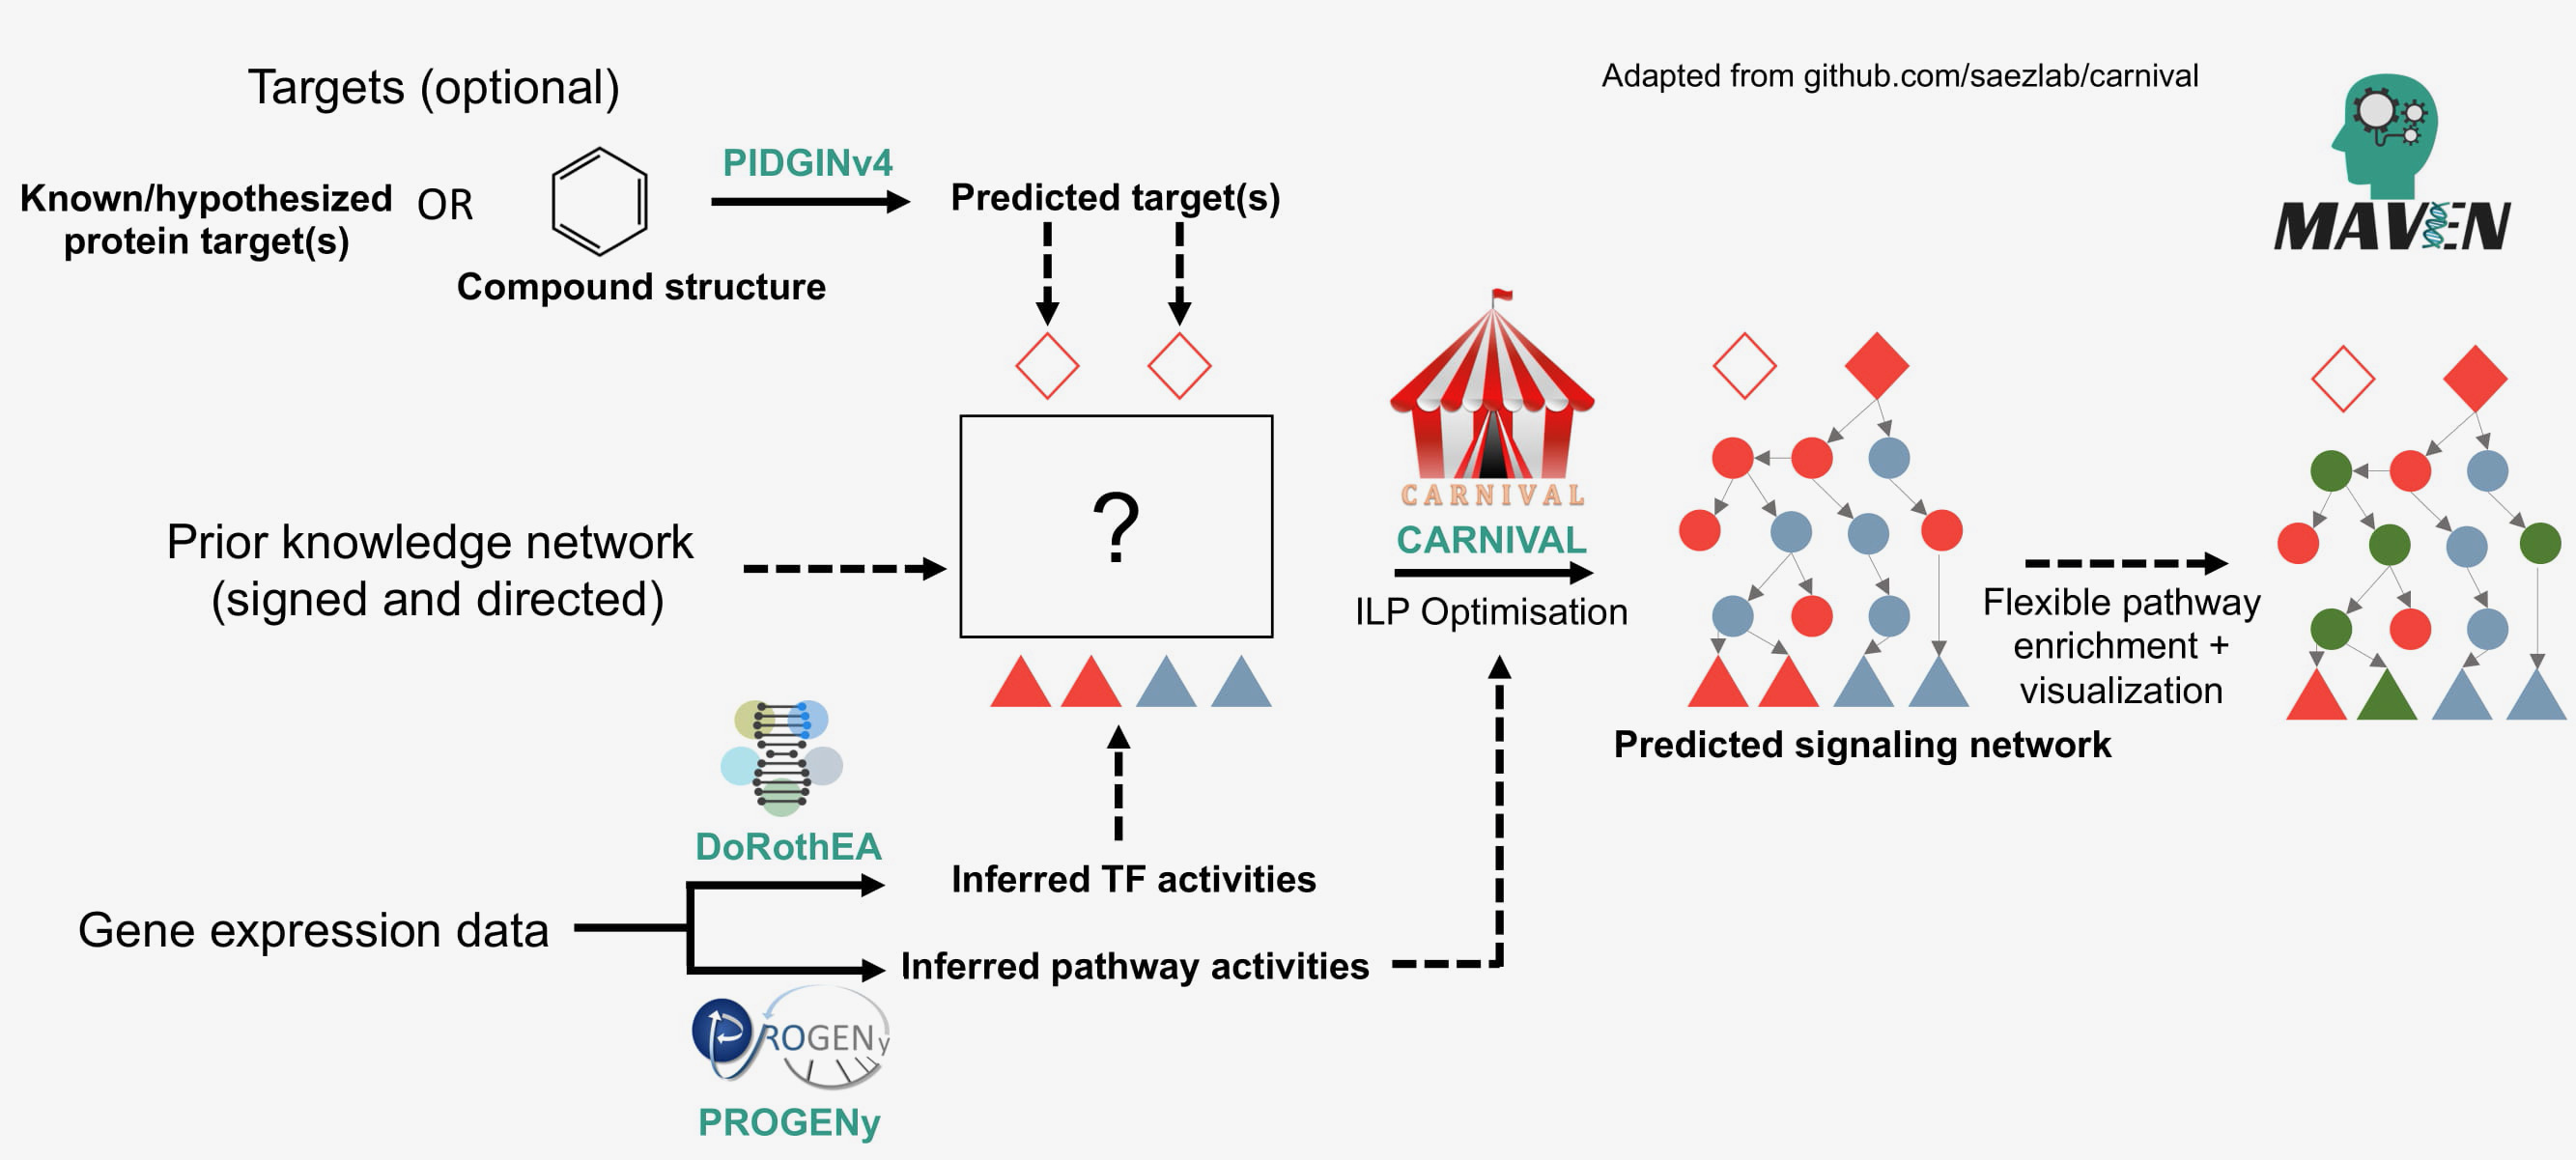 Targets (optional)
Adapted from github.com/saezlab/carnival
PIDGINv4
Known/hypothesized
protein target(s)
OR
Compound structure
Predicted target(s)
MAVEN
Prior knowledge network
(signed and directed)
?
CARNIVAL
CARNIVAL
ILP Optimisation
Flexible pathway
enrichment +
visualization
Predicted signaling network
DoRothEA
Inferred TF activities
Gene expression data
Inferred pathway activities
PROGENy
PROGENy